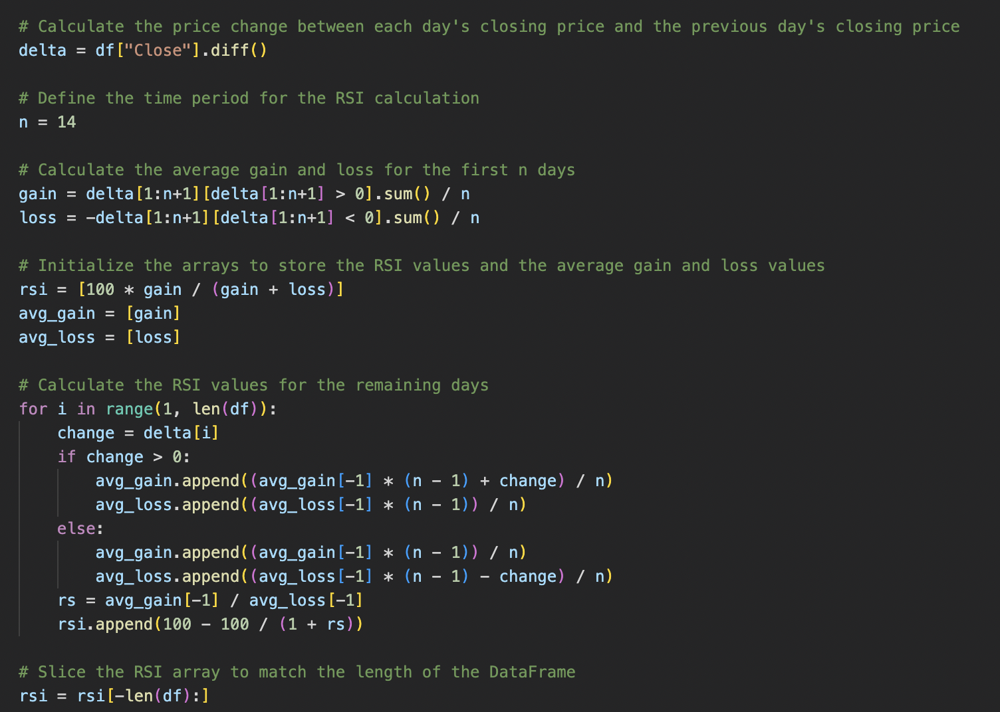 # Calculate the price change between each day's closing price and the previous day's closing price
delta = df["Close"].diff()
# Define the time period for the RSI calculation
n = 14
# Calculate the average gain and loss for the first n days
gain = delta[1:n+1][delta[1:n+1] > 0].sum() / n
loss = -delta[1:n+1][delta[1:n+1] < 0].sum() / n
# Initialize the arrays to store the RSI values and the average gain and loss values
rsi = [100 * gain / (gain + loss)]
avg_gain = [gain]
avg_loss = [loss]
# Calculate the RSI values for the remaining days
for i in range(1, len(df)):
    change = delta[i]
    if change > 0:
        avg_gain.append((avg_gain[-1] * (n - 1) + change) / n)
        avg_loss.append((avg_loss[-1] * (n - 1)) / n)
    else:
        avg_gain.append((avg_gain[-1] * (n - 1)) / n)
        avg_loss.append((avg_loss[-1] * (n - 1) - change) / n)
    rs = avg_gain[-1] / avg_loss[-1]
    rsi.append(100 - 100 / (1 + rs))
# Slice the RSI array to match the length of the DataFrame
rsi = rsi[-len(df):]